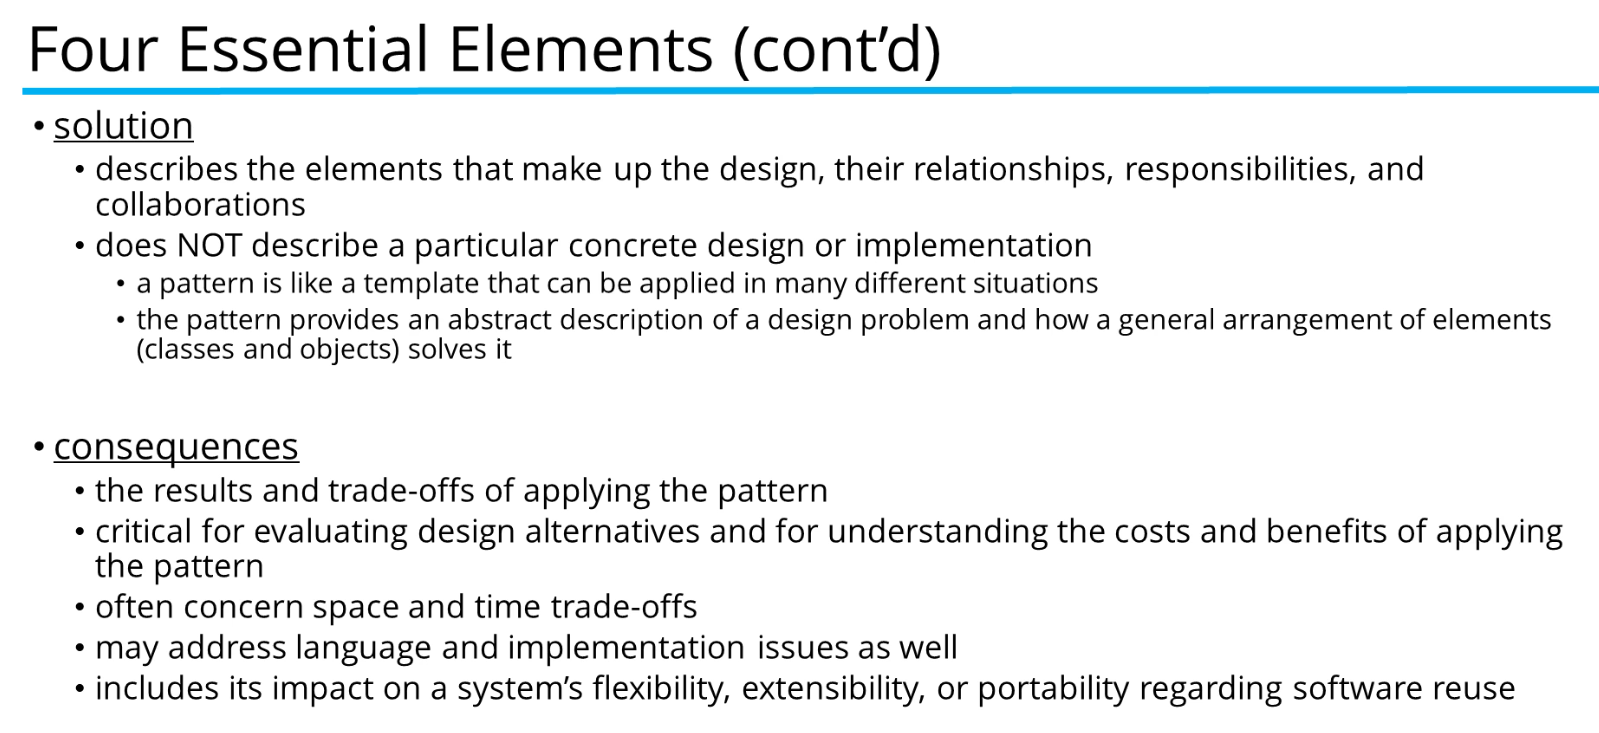 Four Essential Elements (cont’d)
• solution
• describes the elements that make up the design, their relationships, responsibilities, and
collaborations
• does NOT describe a particular concrete design or implementation
• a pattern is like a template that can be applied in many different situations
• the pattern provides an abstract description of a design problem and how a general arrangement of elements
(classes and objects) solves it
• consequences
• the results and trade-offs of applying the pattern
• critical for evaluating design alternatives and for understanding the costs and benefits of applying
the pattern
• often concern space and time trade-offs
• may address language and implementation issues as well
• includes its impact on a system’s flexibility, extensibility, or portability regarding software reuse